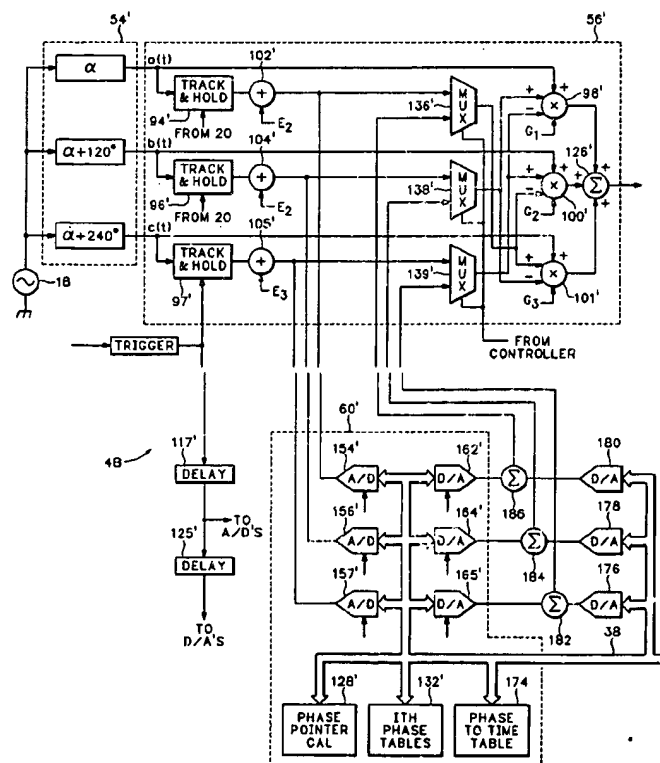 54'
56'
α
a(t)
102'
TRACK & HOLD
+
94'
FROM 20
E2
MUX
136'
+
+
-
×
98'
G1
α+120°
b(t)
104'
TRACK & HOLD
+
96'
FROM 20
E2
MUX
138'
+
+
-
×
G2
100'
126'
+
+
Σ
+
α+240°
c(t)
105'
TRACK & HOLD
+
97'
E3
MUX
139'
+
+
-
×
G3
101'
18
TRIGGER
FROM CONTROLLER
60'
48
117'
DELAY
TO A/D'S
125'
DELAY
TO D/A'S
154'
A/D
162'
D/A
Σ
186
180
D/A
156'
A/D
164'
D/A
Σ
184
178
D/A
157'
A/D
165'
D/A
Σ
182
176
D/A
38
128'
132'
174
PHASE POINTER CAL
ITH PHASE TABLES
PHASE TO TIME TABLE